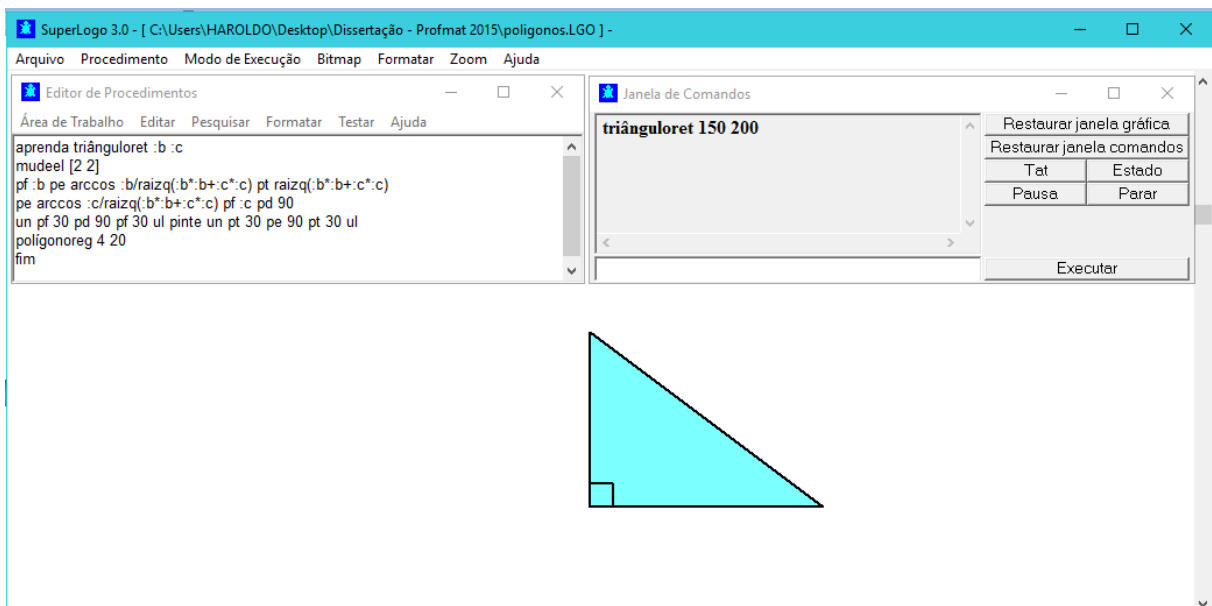 SuperLogo 3.0 - [ C:\Users\HAROLDO\Desktop\Dissertação - Profmat 2015\poligonos.LGO ] -
Arquivo Procedimento Modo de Execução Bitmap Formatar Zoom Ajuda
Editor de Procedimentos
Área de Trabalho Editar Pesquisar Formatar Testar Ajuda
aprenda triânguloret :b :c
mudeel [2 2]
pf :b pe arccos :b/raizq(:b*:b+:c*:c) pt raizq(:b*:b+:c*:c)
pe arccos :c/raizq(:b*:b+:c*:c) pf :c pd 90
un pf 30 pd 90 pf 30 ul pinte un pt 30 pe 90 pt 30 ul
polígonoreg 4 20
fim
Janela de Comandos
triânguloret 150 200
Restaurar janela gráfica
Restaurar janela comandos
Tat Estado
Pausa Parar
Executar